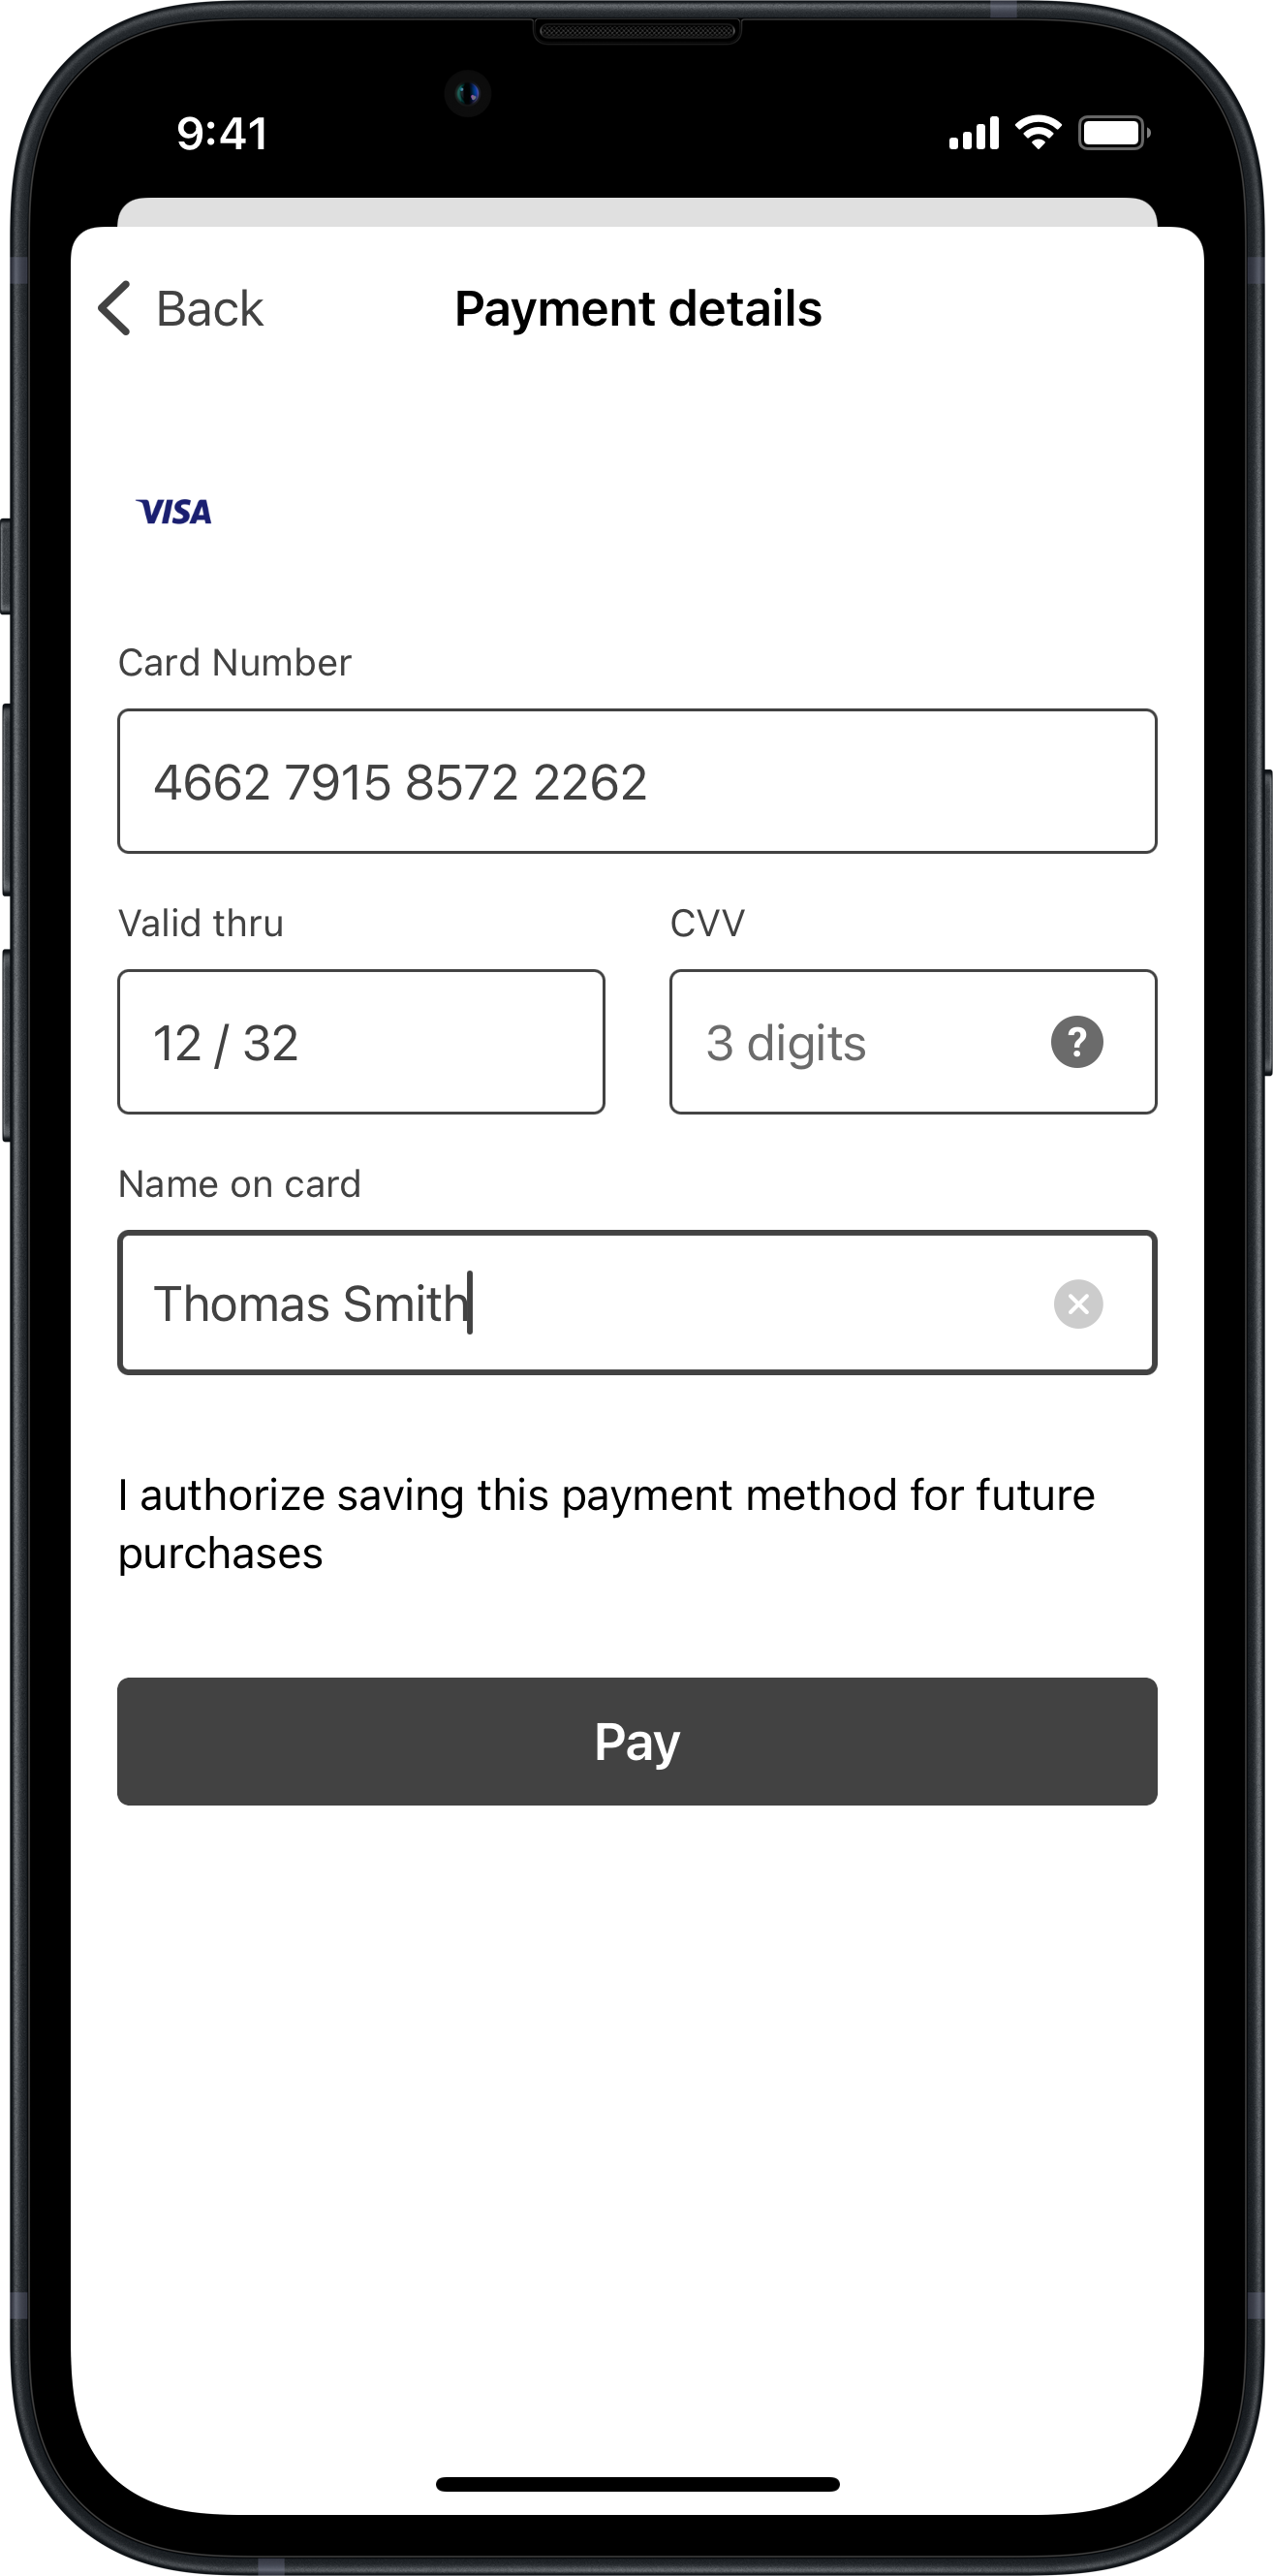 9:41
Back
Payment details
VISA
Card Number
4662 7915 8572 2262
Valid thru
CVV
12 / 32
3 digits
?
Name on card
Thomas Smith
I authorize saving this payment method for future
purchases
Pay